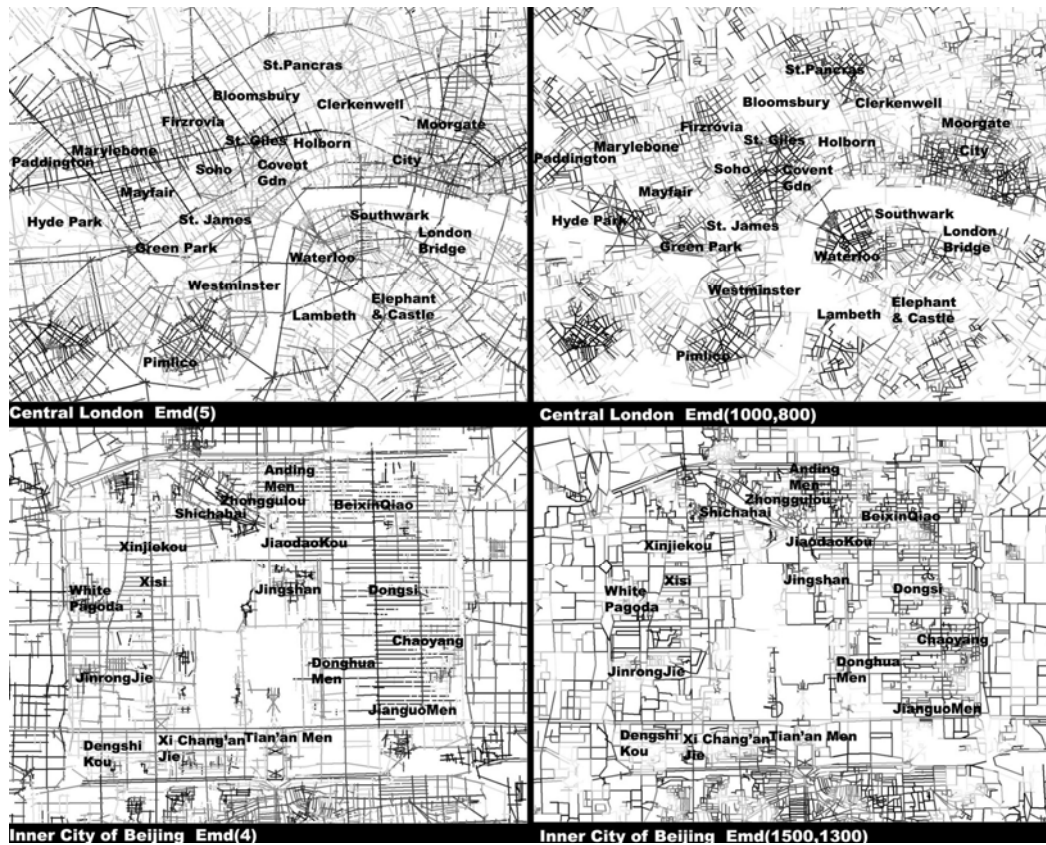 St.Pancras
Bloomsbury
Clerkenwell
Firzrovia
Moorgate
St. Giles
Holborn
Marylebone
Paddington
City
Soho
Covent
Gdn
Mayfair
Hyde Park
St. James
Southwark
London
Bridge
Green Park
Waterloo
Westminster
Elephant
& Castle
Lambeth
Pimlico
Central London Emd(5)
St.Pancras
Bloomsbury
Clerkenwell
Firzrovia
Moorgate
St. Giles
Holborn
City
Marylebone
Paddington
Soho
Covent
Gdn
Mayfair
Hyde Park
St. James
Southwark
London
Bridge
Green Park
Waterloo
Westminster
Elephant
& Castle
Lambeth
Pimlico
Central London Emd(1000,800)
Anding
Men
Zhonggulou
BeixinQiao
Shichahai
Xinjiekou
JiaodaoKou
Xisi
White
Pagoda
Jingshan
Dongsi
Chaoyang
Donghua
Men
JinrongJie
JianguoMen
Dengshi
Kou
Xi Chang'an
Jie
Tian'an Men
Inner City of Beijing Emd(4)
Anding
Men
Zhonggulou
Shichahai
BeixinQiao
Xinjiekou
JiaodaoKou
Xisi
Jingshan
White
Pagoda
Dongsi
Chaoyang
Donghua
Men
JinrongJie
JianguoMen
Dengshi
Kou
Xi Chang'an
Jie
Tian'an Men
Inner City of Beijing Emd(1500,1300)